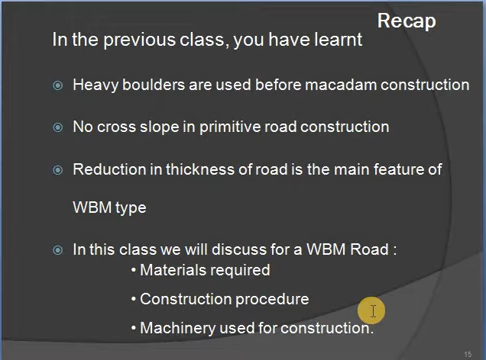 Recap
In the previous class, you have learnt
Heavy boulders are used before macadam construction
No cross slope in primitive road construction
Reduction in thickness of road is the main feature of
WBM type
In this class we will discuss for a WBM Road :
• Materials required
• Construction procedure
• Machinery used for construction.
15